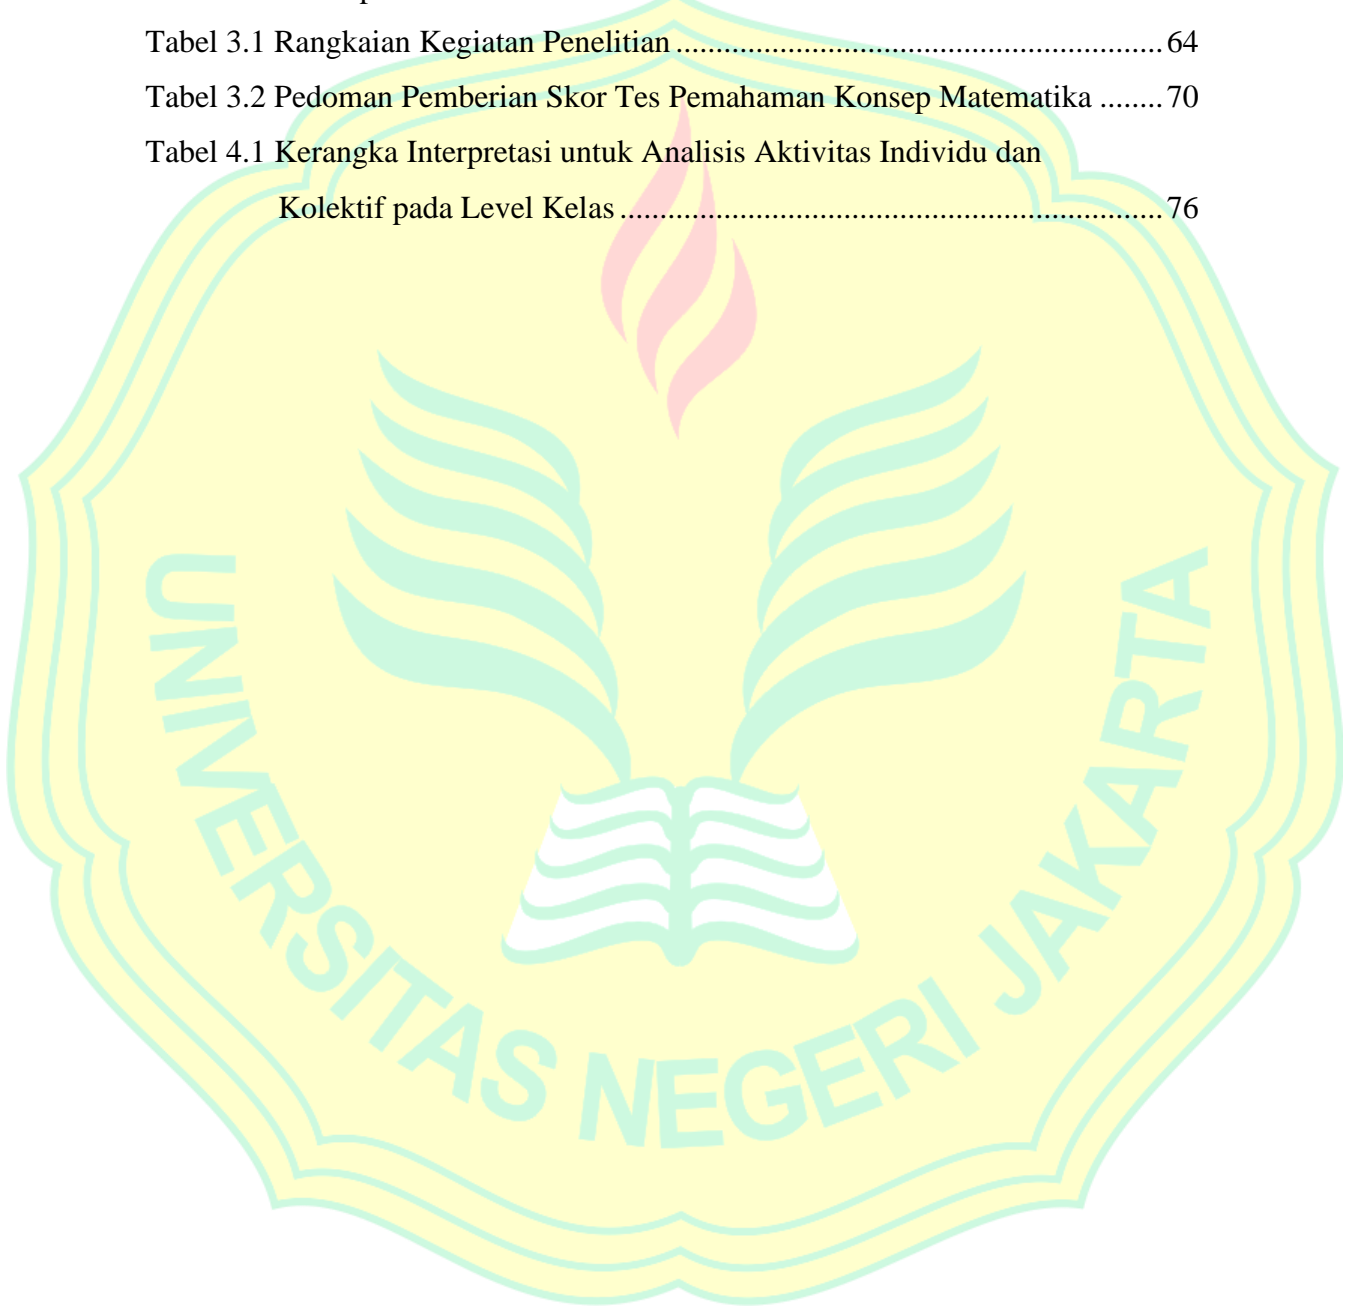 Tabel 3.1 Rangkaian Kegiatan Penelitian ............................................................. 64
Tabel 3.2 Pedoman Pemberian Skor Tes Pemahaman Konsep Matematika ........ 70
Tabel 4.1 Kerangka Interpretasi untuk Analisis Aktivitas Individu dan
Kolektif pada Level Kelas .................................................................... 76
UNIVERSITAS NEGERI JAKARTA